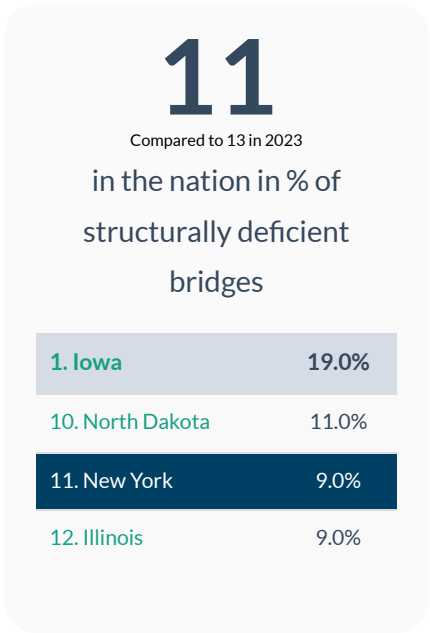 11
Compared to 13 in 2023
in the nation in % of
structurally deficient
bridges
1. Iowa 19.0%
10. North Dakota 11.0%
11. New York 9.0%
12. Illinois 9.0%